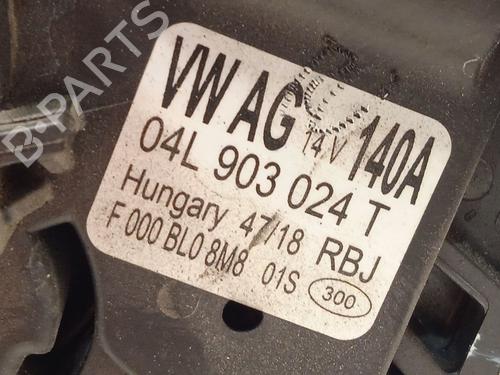 VW AG 14V 140A
04L 903 024 T
Hungary 47/18 RBJ
F 000 BL0 8M8 01S 300
B-PARTS